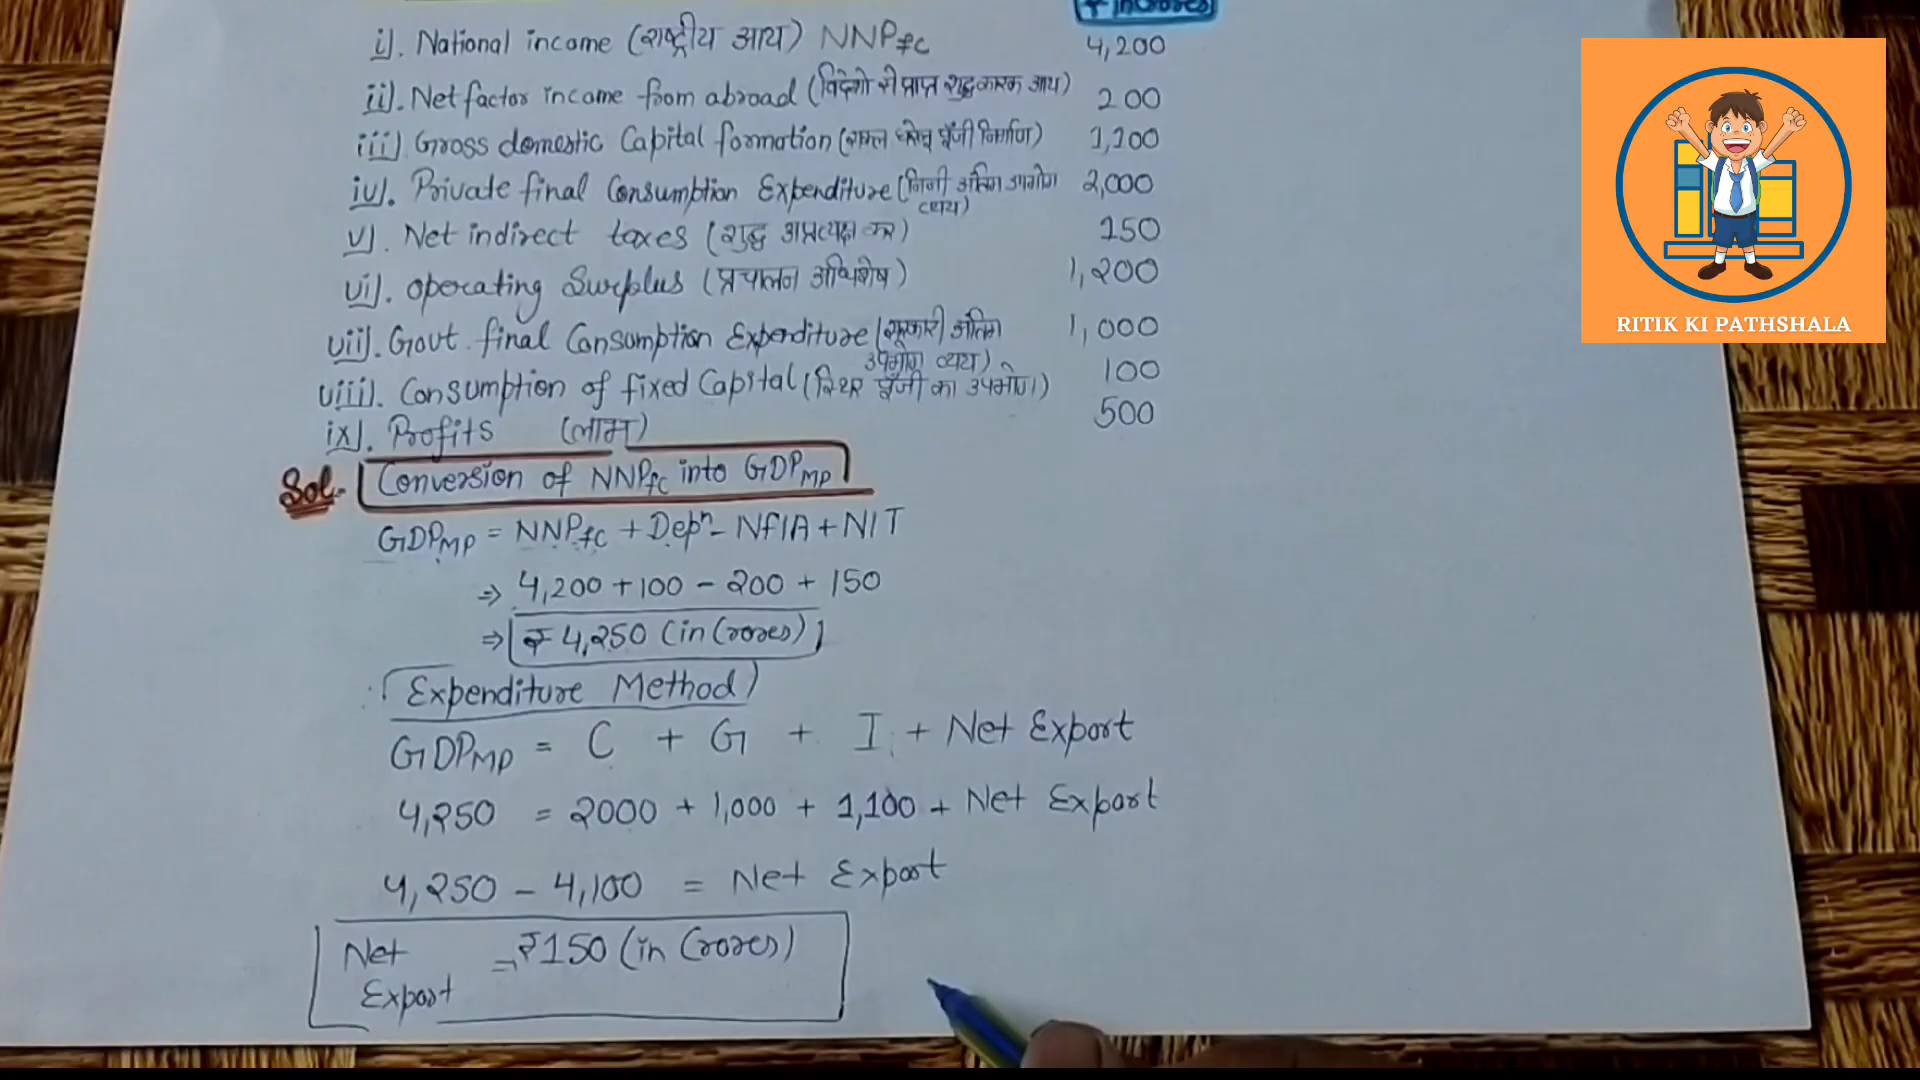 ₹ in Crores
i). National income (राष्ट्रीय आय) NNPfc 4,200
ii). Net factor income from abroad (विदेशो से प्राप्त शुद्ध कारक आय) 200
iii) Gross domestic Capital formation (सकल घरेलू पूँजी निर्माण) 1,100
iv). Private final Consumption Expenditure (निजी अंतिम उपभोग 2,000
व्यय)
v). Net indirect taxes (शुद्ध अप्रत्यक्ष कर) 150
vi). operating Surplus (प्रचालन अधिशेष) 1,200
vii). Govt. final Consumption Expenditure (सरकारी अंतिम 1,000
उपभोग व्यय)
viii). Consumption of fixed Capital (स्थिर पूँजी का उपभोग) 100
ix). Profits (लाभ) 500
Sol. Conversion of NNPfc into GDPMP
GDPMP = NNPfc + Depn - NFIA + NIT
⇒ 4,200 + 100 - 200 + 150
⇒ ₹ 4,250 (in Crores)
Expenditure Method
GDPMP = C + G + I + Net Export
4,250 = 2000 + 1,000 + 1,100 + Net Export
4,250 - 4,100 = Net Export
Net = ₹150 (in Crores)
Export
RITIK KI PATHSHALA